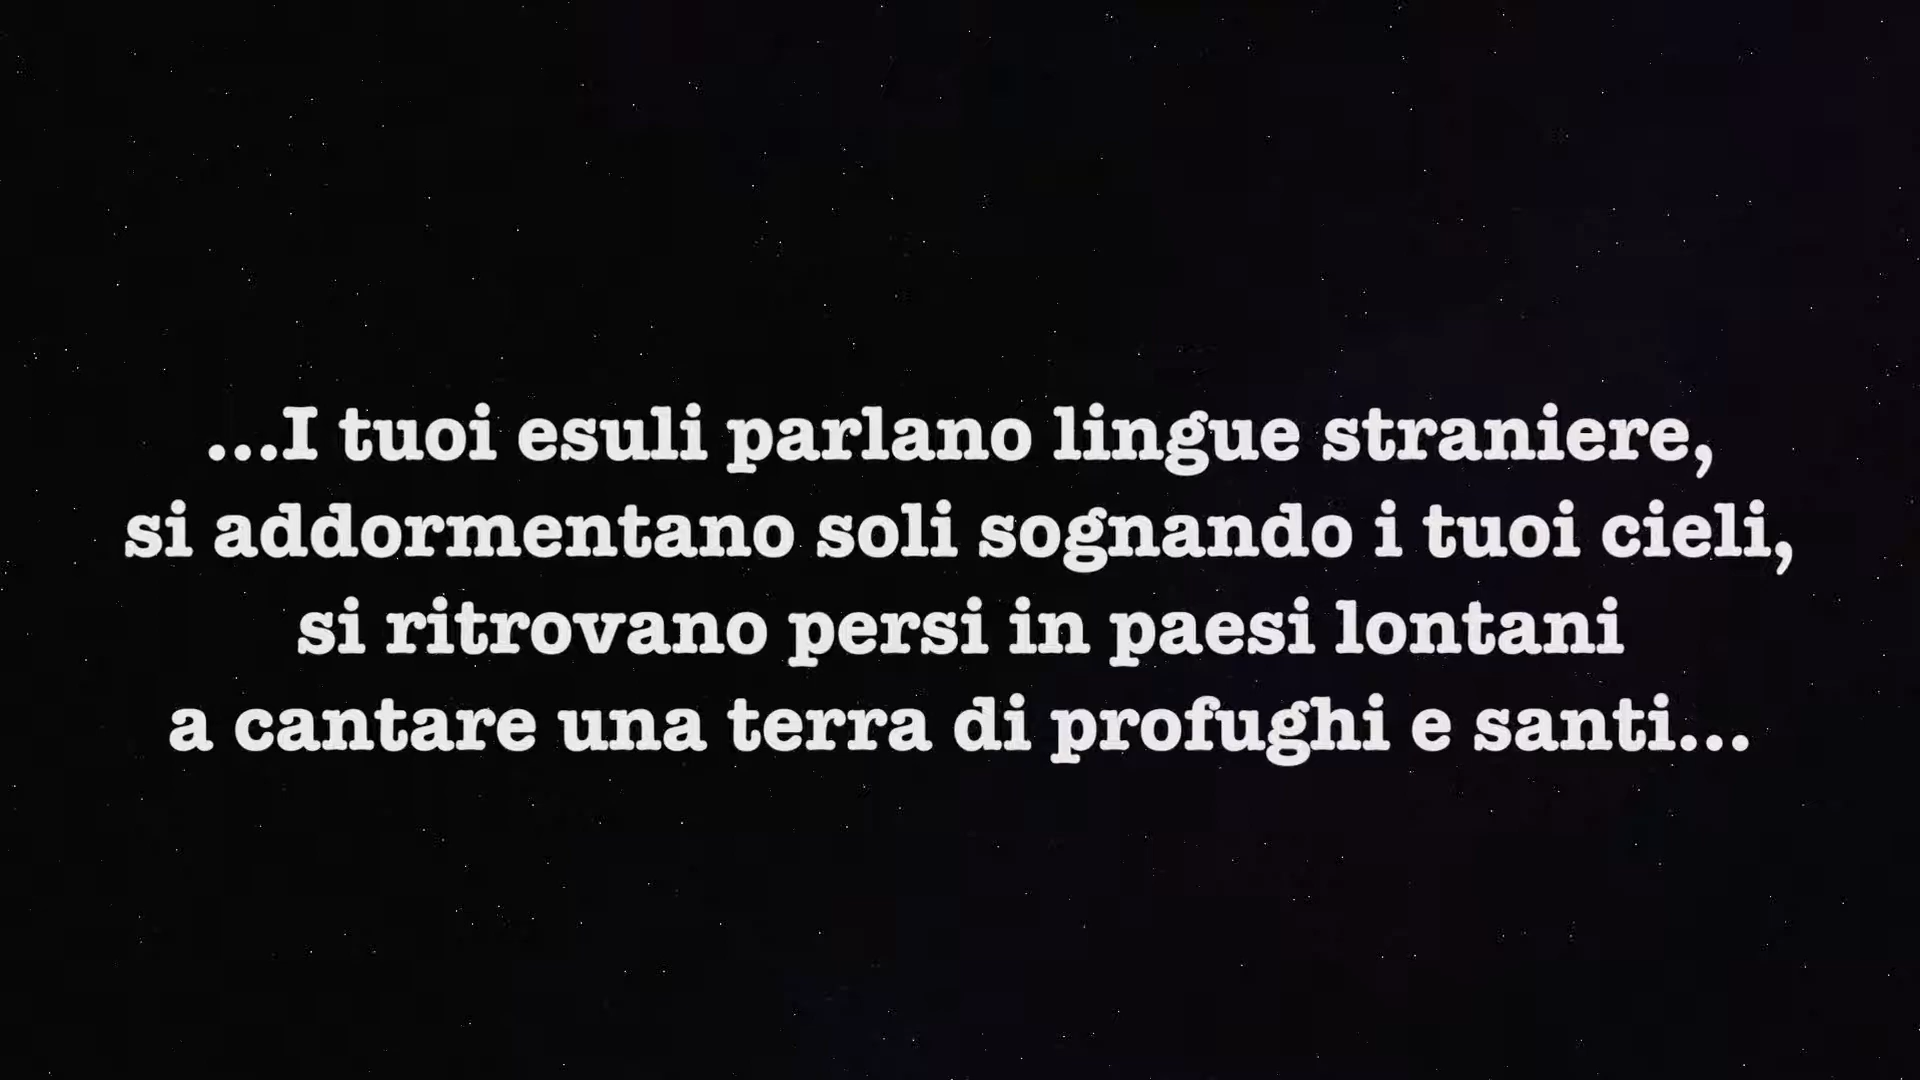 ...I tuoi esuli parlano lingue straniere,
si addormentano soli sognando i tuoi cieli,
si ritrovano persi in paesi lontani
a cantare una terra di profughi e santi...